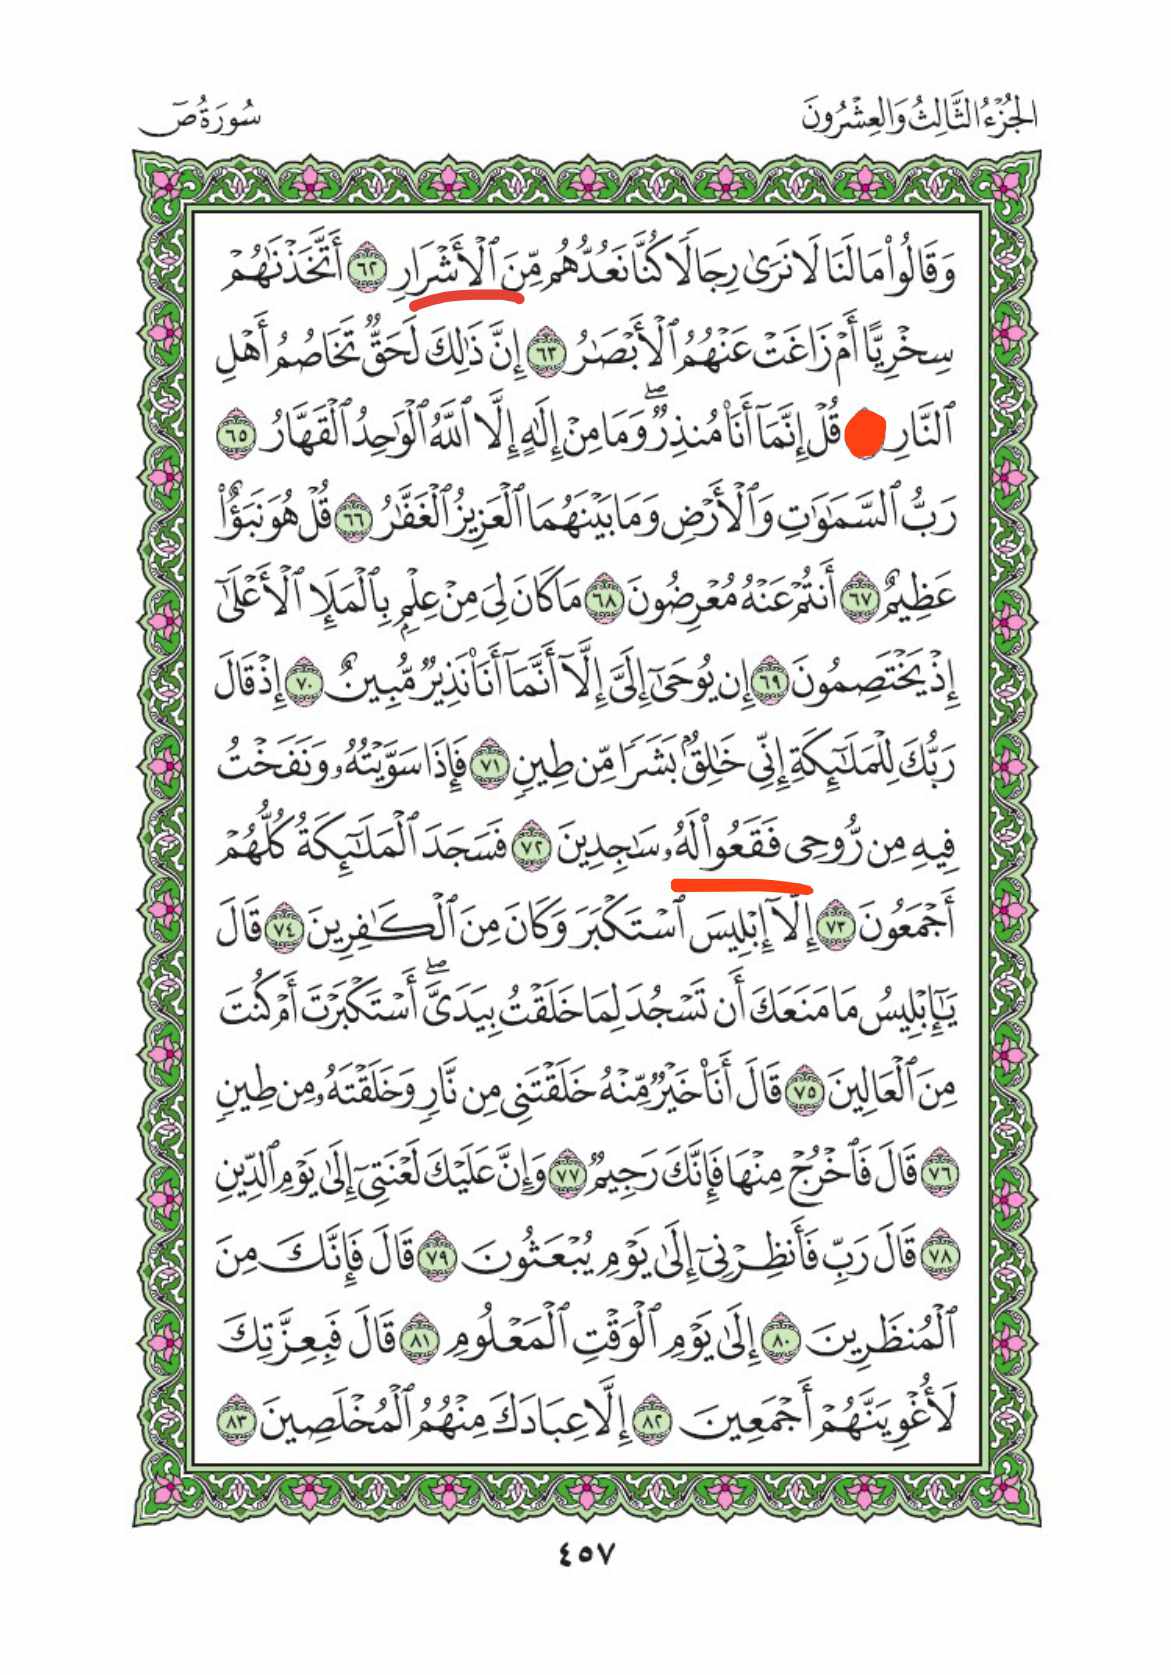 الجُزْءُ الثَّالِثُ وَالعِشْرُونَ
سُورَةُ صٓ
وَقَالُوا۟ مَا لَنَا لَا نَرَىٰ رِجَالًا كُنَّا نَعُدُّهُم مِّنَ ٱلْأَشْرَارِ ٦٢ أَتَّخَذْنَٰهُمْ
سِخْرِيًّا أَمْ زَاغَتْ عَنْهُمُ ٱلْأَبْصَٰرُ ٦٣ إِنَّ ذَٰلِكَ لَحَقٌّ تَخَاصُمُ أَهْلِ
ٱلنَّارِ قُلْ إِنَّمَآ أَنَا۠ مُنذِرٌ ۖ وَمَا مِنْ إِلَٰهٍ إِلَّا ٱللَّهُ ٱلْوَٰحِدُ ٱلْقَهَّارُ ٦٥
رَبُّ ٱلسَّمَٰوَٰتِ وَٱلْأَرْضِ وَمَا بَيْنَهُمَا ٱلْعَزِيزُ ٱلْغَفَّٰرُ ٦٦ قُلْ هُوَ نَبَؤٌا۟
عَظِيمٌ ٦٧ أَنتُمْ عَنْهُ مُعْرِضُونَ ٦٨ مَا كَانَ لِىَ مِنْ عِلْمٍۭ بِٱلْمَلَإِ ٱلْأَعْلَىٰٓ
إِذْ يَخْتَصِمُونَ ٦٩ إِن يُوحَىٰٓ إِلَىَّ إِلَّآ أَنَّمَآ أَنَا۠ نَذِيرٌ مُّبِينٌ ٧٠ إِذْ قَالَ
رَبُّكَ لِلْمَلَٰٓئِكَةِ إِنِّى خَٰلِقٌۢ بَشَرًا مِّن طِينٍ ٧١ فَإِذَا سَوَّيْتُهُۥ وَنَفَخْتُ
فِيهِ مِن رُّوحِى فَقَعُوا۟ لَهُۥ سَٰجِدِينَ ٧٢ فَسَجَدَ ٱلْمَلَٰٓئِكَةُ كُلُّهُمْ
أَجْمَعُونَ ٧٣ إِلَّآ إِبْلِيسَ ٱسْتَكْبَرَ وَكَانَ مِنَ ٱلْكَٰفِرِينَ ٧٤ قَالَ
يَٰٓإِبْلِيسُ مَا مَنَعَكَ أَن تَسْجُدَ لِمَا خَلَقْتُ بِيَدَىَّ ۖ أَسْتَكْبَرْتَ أَمْ كُنتَ
مِنَ ٱلْعَالِينَ ٧٥ قَالَ أَنَا۠ خَيْرٌ مِّنْهُ خَلَقْتَنِى مِن نَّارٍ وَخَلَقْتَهُۥ مِن طِينٍ
٧٦ قَالَ فَٱخْرُجْ مِنْهَا فَإِنَّكَ رَجِيمٌ ٧٧ وَإِنَّ عَلَيْكَ لَعْنَتِىٓ إِلَىٰ يَوْمِ ٱلدِّينِ
٧٨ قَالَ رَبِّ فَأَنظِرْنِىٓ إِلَىٰ يَوْمِ يُبْعَثُونَ ٧٩ قَالَ فَإِنَّكَ مِنَ
ٱلْمُنظَرِينَ ٨٠ إِلَىٰ يَوْمِ ٱلْوَقْتِ ٱلْمَعْلُومِ ٨١ قَالَ فَبِعِزَّتِكَ
لَأُغْوِيَنَّهُمْ أَجْمَعِينَ ٨٢ إِلَّا عِبَادَكَ مِنْهُمُ ٱلْمُخْلَصِينَ ٨٣
٤٥٧